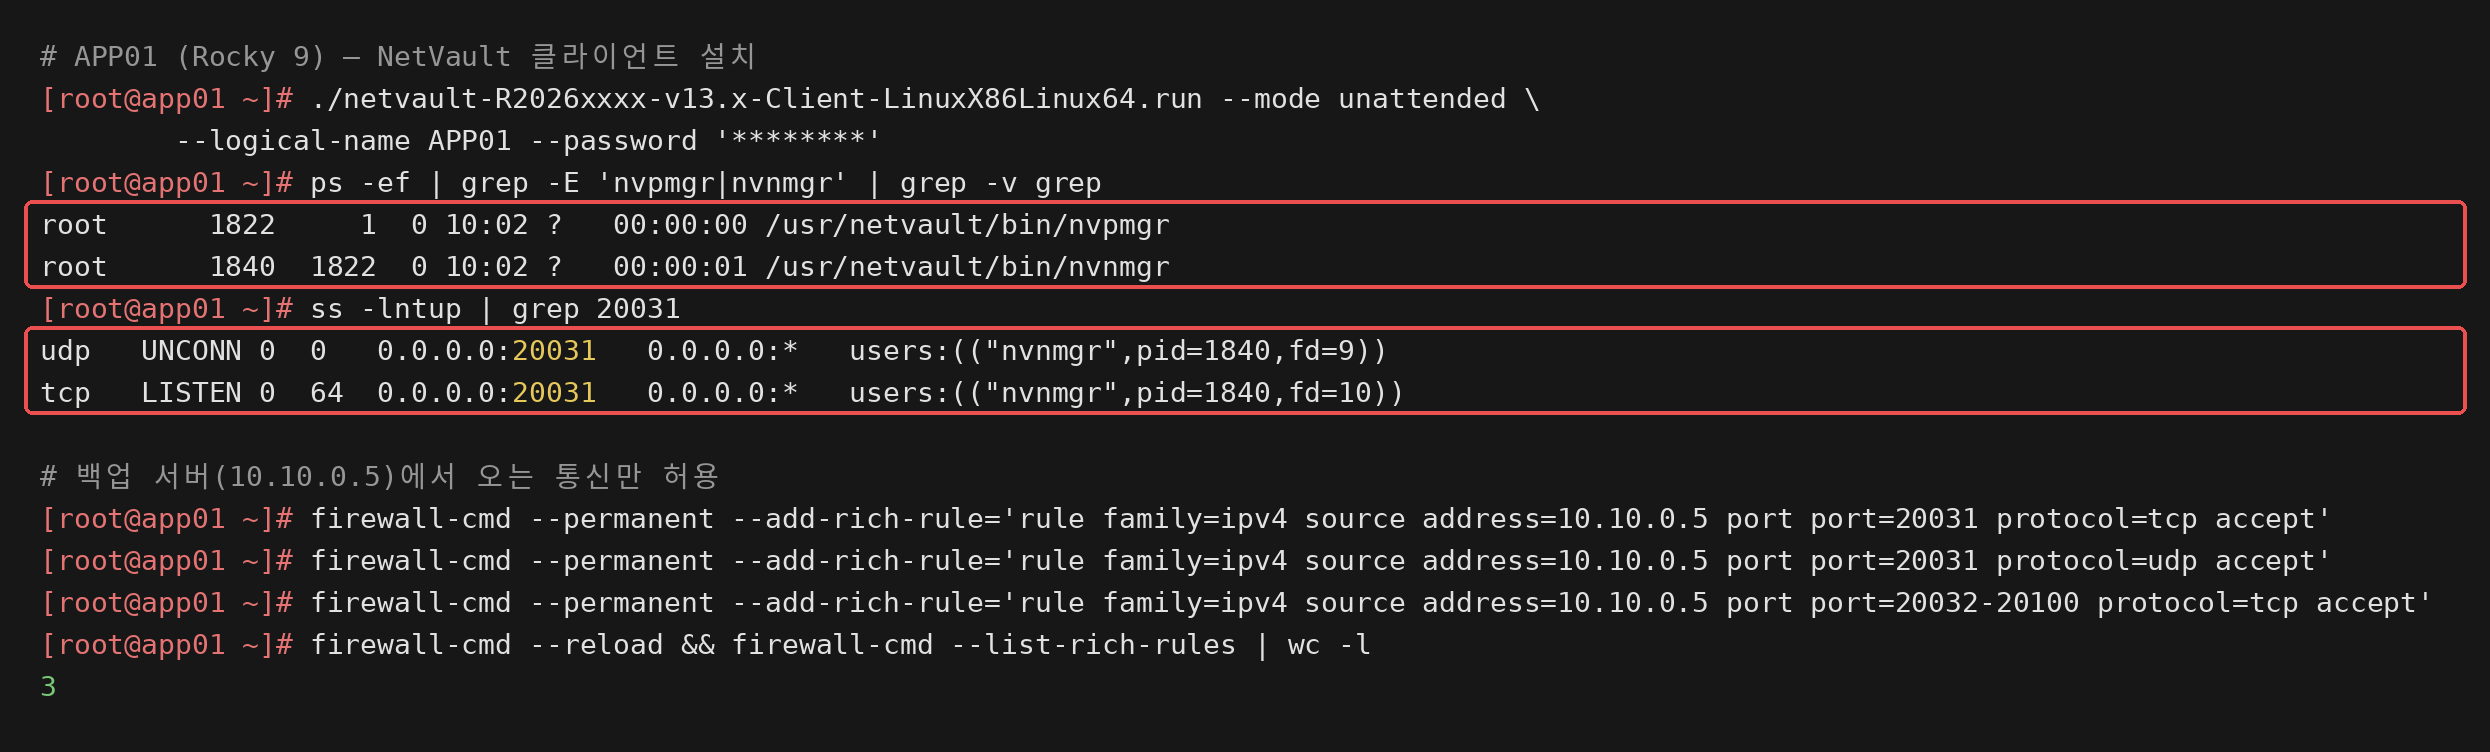 # APP01 (Rocky 9) — NetVault 클라이언트 설치
[root@app01 ~]# ./netvault-R2026xxxx-v13.x-Client-LinuxX86Linux64.run --mode unattended \
        --logical-name APP01 --password '********'
[root@app01 ~]# ps -ef | grep -E 'nvpmgr|nvnmgr' | grep -v grep
root      1822     1  0 10:02 ?   00:00:00 /usr/netvault/bin/nvpmgr
root      1840  1822  0 10:02 ?   00:00:01 /usr/netvault/bin/nvnmgr
[root@app01 ~]# ss -lntup | grep 20031
udp   UNCONN 0  0   0.0.0.0:20031   0.0.0.0:*   users:(("nvnmgr",pid=1840,fd=9))
tcp   LISTEN 0  64  0.0.0.0:20031   0.0.0.0:*   users:(("nvnmgr",pid=1840,fd=10))
# 백업 서버(10.10.0.5)에서 오는 통신만 허용
[root@app01 ~]# firewall-cmd --permanent --add-rich-rule='rule family=ipv4 source address=10.10.0.5 port port=20031 protocol=tcp accept'
[root@app01 ~]# firewall-cmd --permanent --add-rich-rule='rule family=ipv4 source address=10.10.0.5 port port=20031 protocol=udp accept'
[root@app01 ~]# firewall-cmd --permanent --add-rich-rule='rule family=ipv4 source address=10.10.0.5 port port=20032-20100 protocol=tcp accept'
[root@app01 ~]# firewall-cmd --reload && firewall-cmd --list-rich-rules | wc -l
3